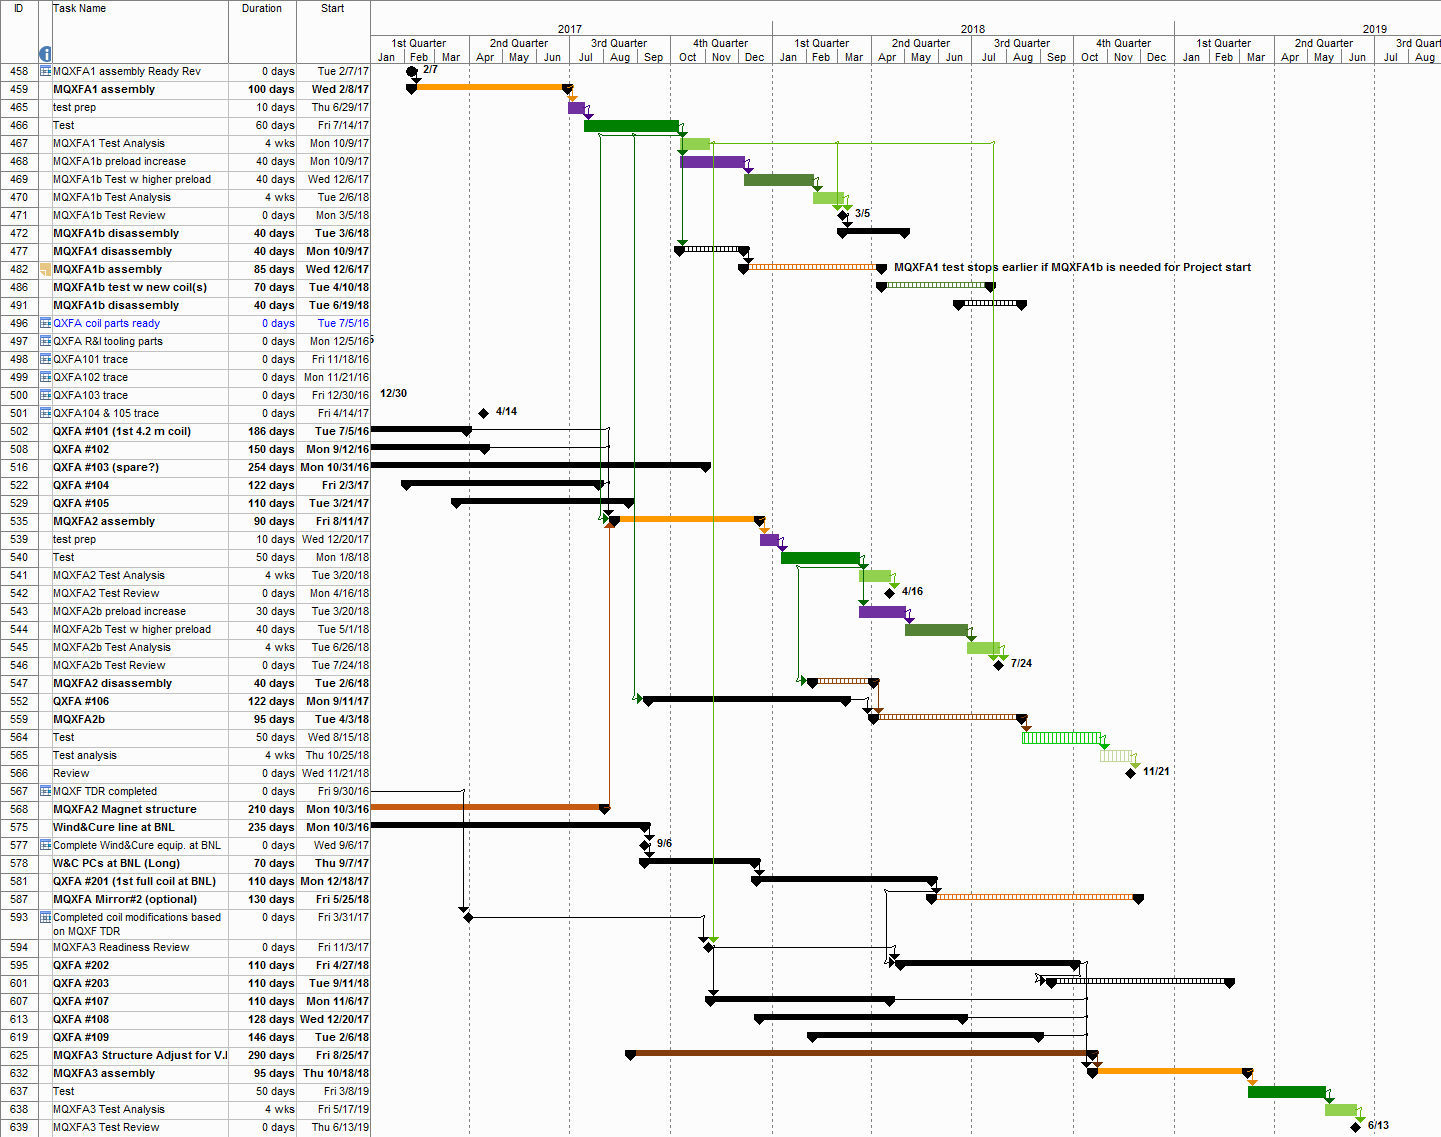 ID Task Name Duration Start
2017 2018 2019
1st Quarter 2nd Quarter 3rd Quarter 4th Quarter 1st Quarter 2nd Quarter 3rd Quarter 4th Quarter 1st Quarter 2nd Quarter 3rd Quart
Jan Feb Mar Apr May Jun Jul Aug Sep Oct Nov Dec Jan Feb Mar Apr May Jun Jul Aug Sep Oct Nov Dec Jan Feb Mar Apr May Jun Jul Aug
458 MQXFA1 assembly Ready Rev 0 days Tue 2/7/17 2/7
459 MQXFA1 assembly 100 days Wed 2/8/17
465 test prep 10 days Thu 6/29/17
466 Test 60 days Fri 7/14/17
467 MQXFA1 Test Analysis 4 wks Mon 10/9/17
468 MQXFA1b preload increase 40 days Mon 10/9/17
469 MQXFA1b Test w higher preload 40 days Wed 12/6/17
470 MQXFA1b Test Analysis 4 wks Tue 2/6/18
471 MQXFA1b Test Review 0 days Mon 3/5/18 3/5
472 MQXFA1b disassembly 40 days Tue 3/6/18
477 MQXFA1 disassembly 40 days Mon 10/9/17
482 MQXFA1b assembly 85 days Wed 12/6/17 MQXFA1 test stops earlier if MQXFA1b is needed for Project start
486 MQXFA1b test w new coil(s) 70 days Tue 4/10/18
491 MQXFA1b disassembly 40 days Tue 6/19/18
496 QXFA coil parts ready 0 days Tue 7/5/16
497 QXFA R&I tooling parts 0 days Mon 12/5/16
498 QXFA101 trace 0 days Fri 11/18/16
499 QXFA102 trace 0 days Mon 11/21/16
500 QXFA103 trace 0 days Fri 12/30/16 12/30
501 QXFA104 & 105 trace 0 days Fri 4/14/17 4/14
502 QXFA #101 (1st 4.2 m coil) 186 days Tue 7/5/16
508 QXFA #102 150 days Mon 9/12/16
516 QXFA #103 (spare?) 254 days Mon 10/31/16
522 QXFA #104 122 days Fri 2/3/17
529 QXFA #105 110 days Tue 3/21/17
535 MQXFA2 assembly 90 days Fri 8/11/17
539 test prep 10 days Wed 12/20/17
540 Test 50 days Mon 1/8/18
541 MQXFA2 Test Analysis 4 wks Tue 3/20/18
542 MQXFA2 Test Review 0 days Mon 4/16/18 4/16
543 MQXFA2b preload increase 30 days Tue 3/20/18
544 MQXFA2b Test w higher preload 40 days Tue 5/1/18
545 MQXFA2b Test Analysis 4 wks Tue 6/26/18
546 MQXFA2b Test Review 0 days Tue 7/24/18 7/24
547 MQXFA2 disassembly 40 days Tue 2/6/18
552 QXFA #106 122 days Mon 9/11/17
559 MQXFA2b 95 days Tue 4/3/18
564 Test 50 days Wed 8/15/18
565 Test analysis 4 wks Thu 10/25/18
566 Review 0 days Wed 11/21/18 11/21
567 MQXF TDR completed 0 days Fri 9/30/16
568 MQXFA2 Magnet structure 210 days Mon 10/3/16
575 Wind&Cure line at BNL 235 days Mon 10/3/16
577 Complete Wind&Cure equip. at BNL 0 days Wed 9/6/17 9/6
578 W&C PCs at BNL (Long) 70 days Thu 9/7/17
581 QXFA #201 (1st full coil at BNL) 110 days Mon 12/18/17
587 MQXFA Mirror#2 (optional) 130 days Fri 5/25/18
593 Completed coil modifications based 0 days Fri 3/31/17
on MQXF TDR
594 MQXFA3 Readiness Review 0 days Fri 11/3/17
595 QXFA #202 110 days Fri 4/27/18
601 QXFA #203 110 days Tue 9/11/18
607 QXFA #107 110 days Mon 11/6/17
613 QXFA #108 128 days Wed 12/20/17
619 QXFA #109 146 days Tue 2/6/18
625 MQXFA3 Structure Adjust for V.I 290 days Fri 8/25/17
632 MQXFA3 assembly 95 days Thu 10/18/18
637 Test 50 days Fri 3/8/19
638 MQXFA3 Test Analysis 4 wks Fri 5/17/19
639 MQXFA3 Test Review 0 days Thu 6/13/19 6/13